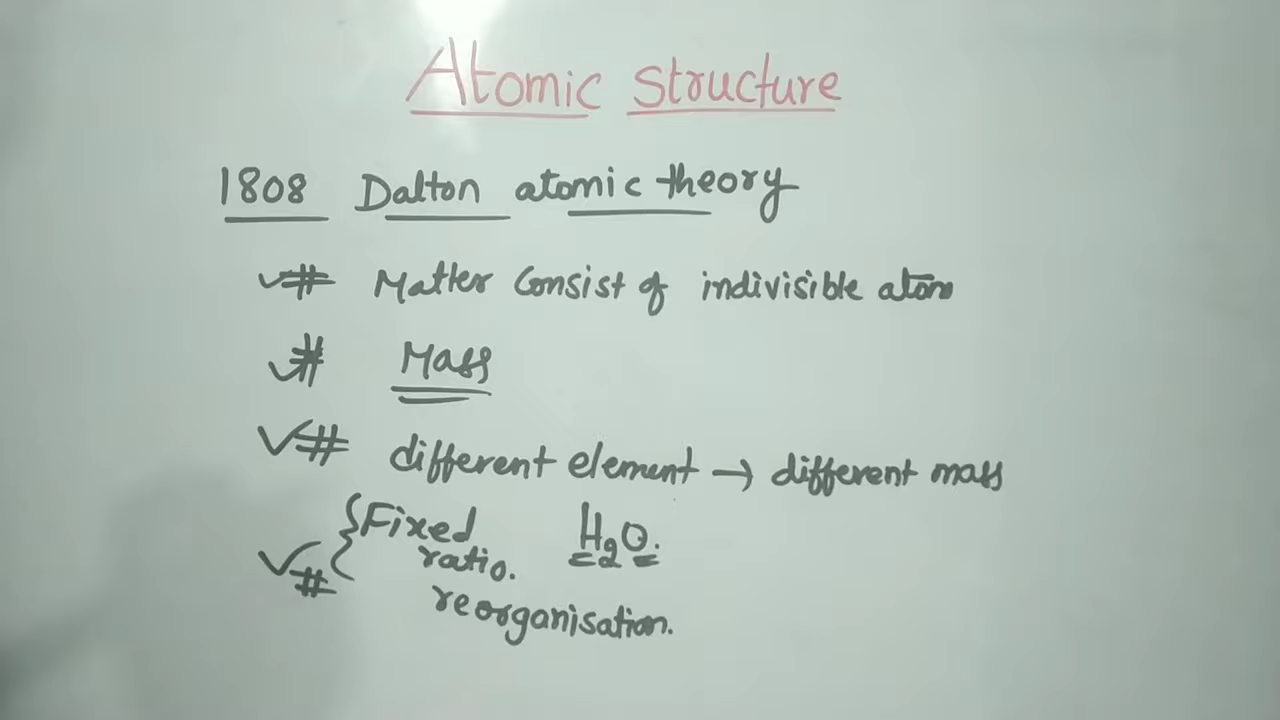 Atomic Structure
1808 Dalton atomic theory
✓# Matter Consist of indivisible atom
✓# Mass
✓# different element → different mass
✓# { Fixed ratio. H₂O.
reorganisation.